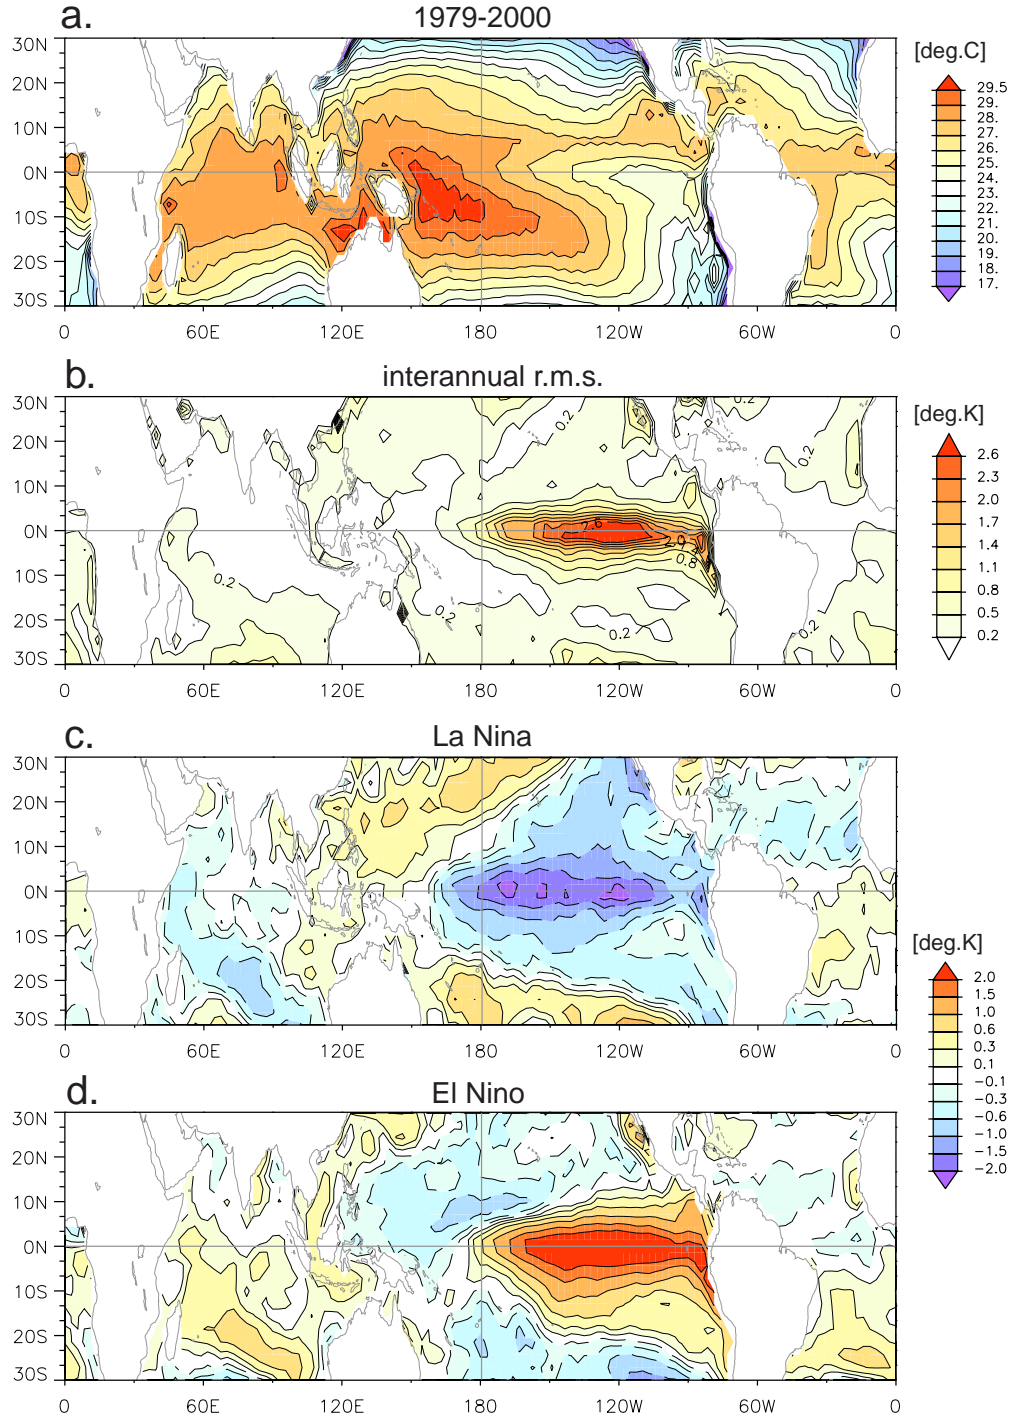 a.
1979-2000
[deg.C]
30N
20N
10N
0N
10S
20S
30S
0 60E 120E 180 120W 60W 0
29.5
29.
28.
27.
26.
25.
24.
23.
22.
21.
20.
19.
18.
17.
b.
interannual r.m.s.
[deg.K]
30N
20N
10N
0N
10S
20S
30S
0.2
0.2
0.2
2.6
2.0
0.8
0.2
0.2
0.2
0.2
0 60E 120E 180 120W 60W 0
2.6
2.3
2.0
1.7
1.4
1.1
0.8
0.5
0.2
c.
La Nina
30N
20N
10N
0N
10S
20S
30S
0 60E 120E 180 120W 60W 0
[deg.K]
2.0
1.5
1.0
0.6
0.3
0.1
-0.1
-0.3
-0.6
-1.0
-1.5
-2.0
d.
El Nino
30N
20N
10N
0N
10S
20S
30S
0 60E 120E 180 120W 60W 0